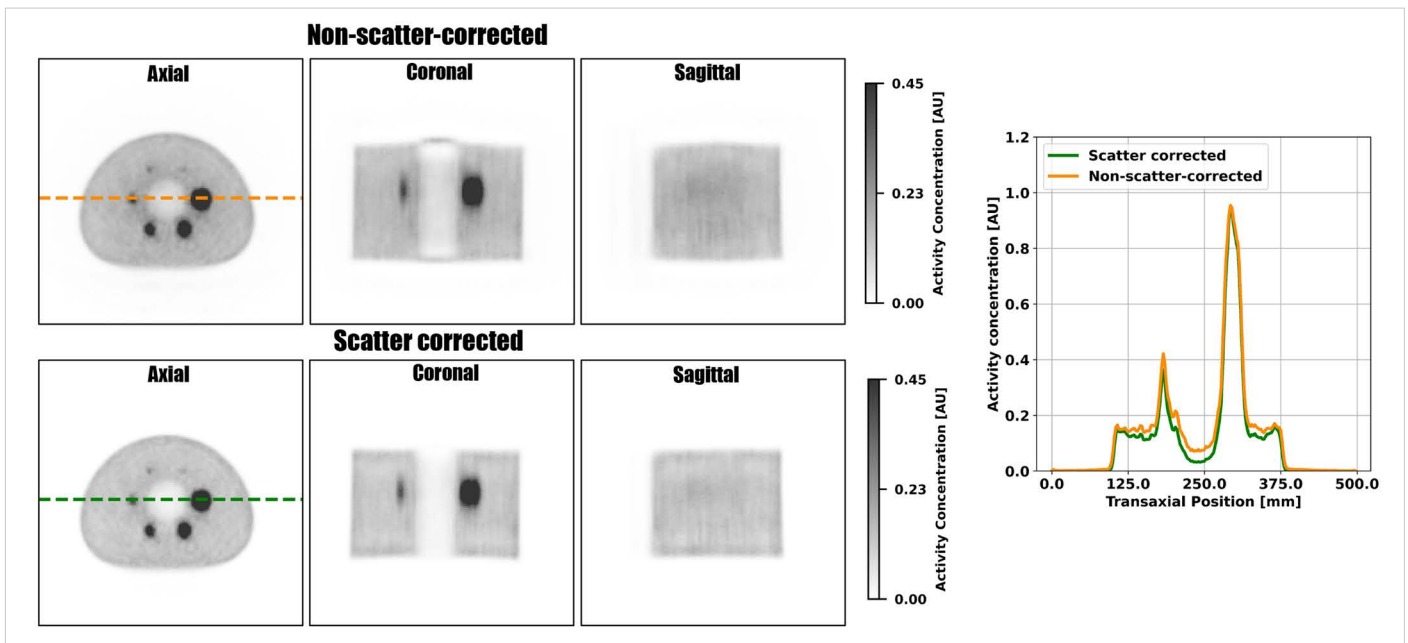 Non-scatter-corrected
Axial
Coronal
Sagittal
0.45
0.23
0.00
Activity Concentration [AU]
Scatter corrected
Axial
Coronal
Sagittal
0.45
0.23
0.00
Activity Concentration [AU]
1.2
1.0
0.8
0.6
0.4
0.2
0.0
Activity concentration [AU]
Scatter corrected
Non-scatter-corrected
0.0 125.0 250.0 375.0 500.0
Transaxial Position [mm]